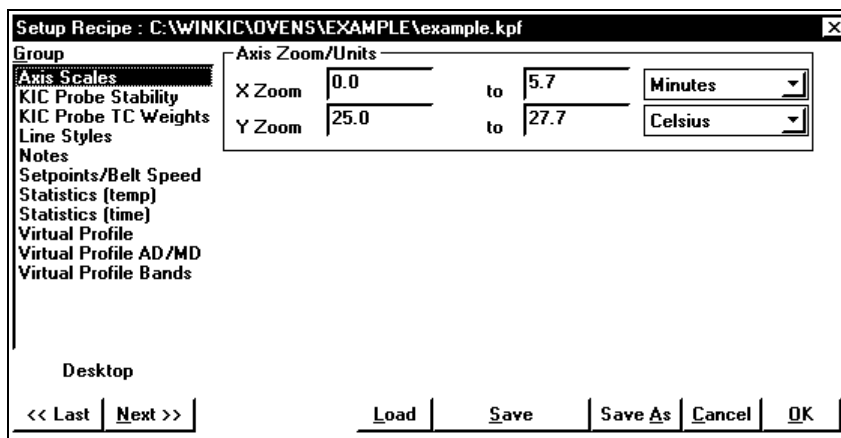 Setup Recipe : C:\WINKIC\OVENS\EXAMPLE\example.kpf
Group
Axis Scales
KIC Probe Stability
KIC Probe TC Weights
Line Styles
Notes
Setpoints/Belt Speed
Statistics (temp)
Statistics (time)
Virtual Profile
Virtual Profile AD/MD
Virtual Profile Bands
Axis Zoom/Units
X Zoom 0.0 to 5.7 Minutes
Y Zoom 25.0 to 27.7 Celsius
Desktop
<< Last Next >> Load Save Save As Cancel OK